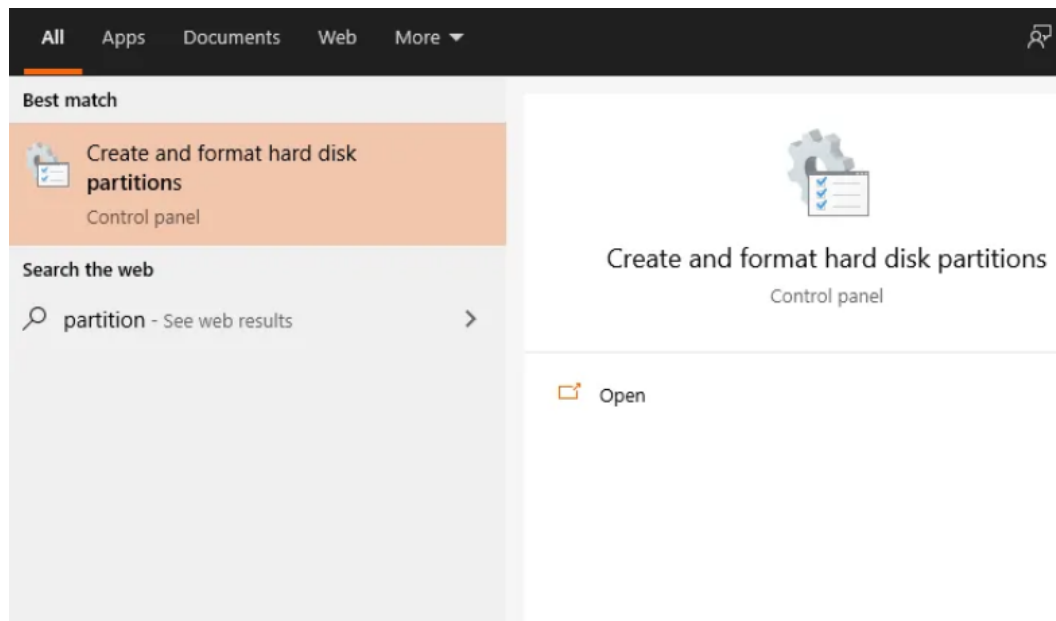 All Apps Documents Web More
Best match
Create and format hard disk
partitions
Control panel
Search the web
partition - See web results
Create and format hard disk partitions
Control panel
Open